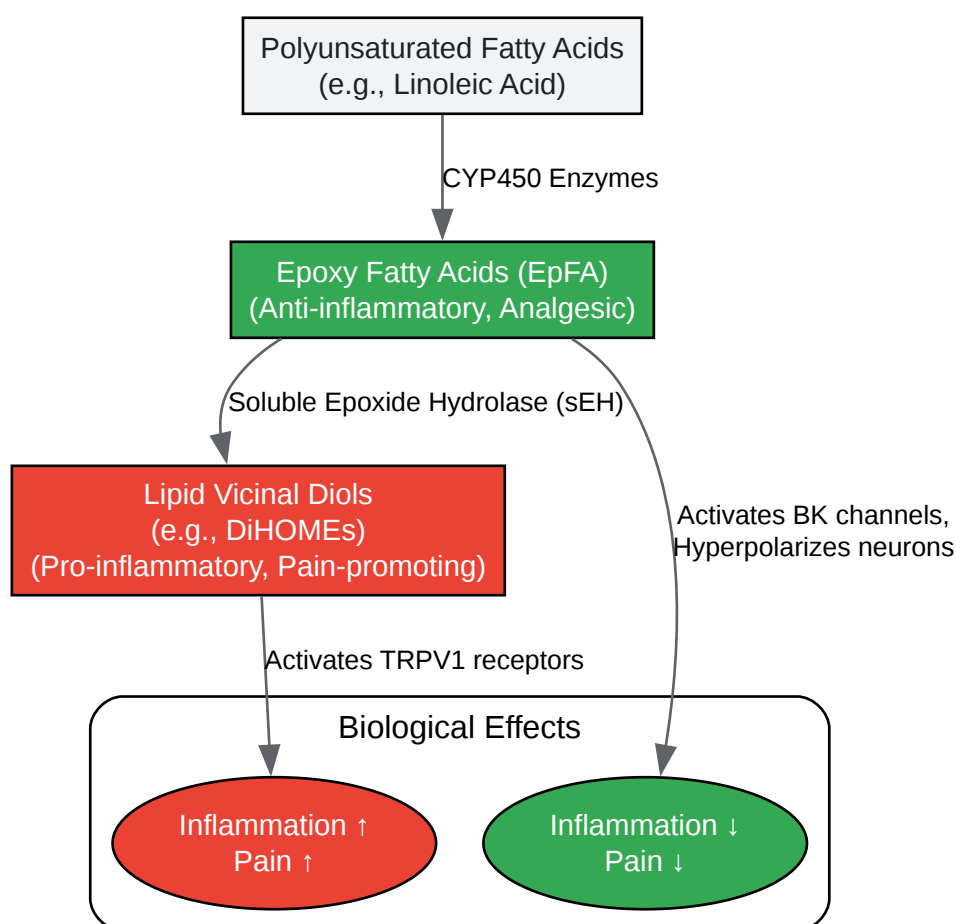 Polyunsaturated Fatty Acids
(e.g., Linoleic Acid)
CYP450 Enzymes
Epoxy Fatty Acids (EpFA)
(Anti-inflammatory, Analgesic)
Soluble Epoxide Hydrolase (sEH)
Lipid Vicinal Diols
(e.g., DiHOMEs)
(Pro-inflammatory, Pain-promoting)
Activates BK channels,
Hyperpolarizes neurons
Activates TRPV1 receptors
Biological Effects
Inflammation ↑
Pain ↑
Inflammation ↓
Pain ↓